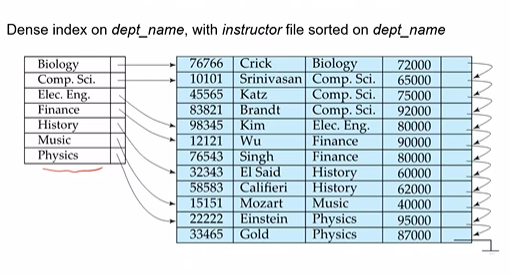 Dense index on dept_name, with instructor file sorted on dept_name
Biology
Comp. Sci.
Elec. Eng.
Finance
History
Music
Physics
76766 Crick Biology 72000
10101 Srinivasan Comp. Sci. 65000
45565 Katz Comp. Sci. 75000
83821 Brandt Comp. Sci. 92000
98345 Kim Elec. Eng. 80000
12121 Wu Finance 90000
76543 Singh Finance 80000
32343 El Said History 60000
58583 Califieri History 62000
15151 Mozart Music 40000
22222 Einstein Physics 95000
33465 Gold Physics 87000